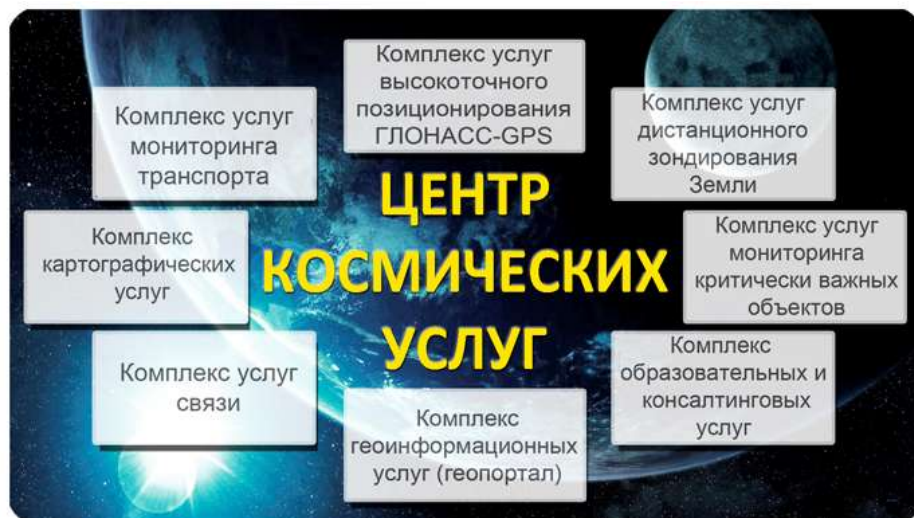 Комплекс услуг
высокоточного
позиционирования
ГЛОНАСС-GPS
Комплекс услуг
мониторинга
транспорта
Комплекс услуг
дистанционного
зондирования
Земли
ЦЕНТР
КОСМИЧЕСКИХ
УСЛУГ
Комплекс
картографических
услуг
Комплекс услуг
мониторинга
критически важных
объектов
Комплекс услуг
связи
Комплекс
образовательных и
консалтинговых
услуг
Комплекс
геоинформационных
услуг (геопортал)